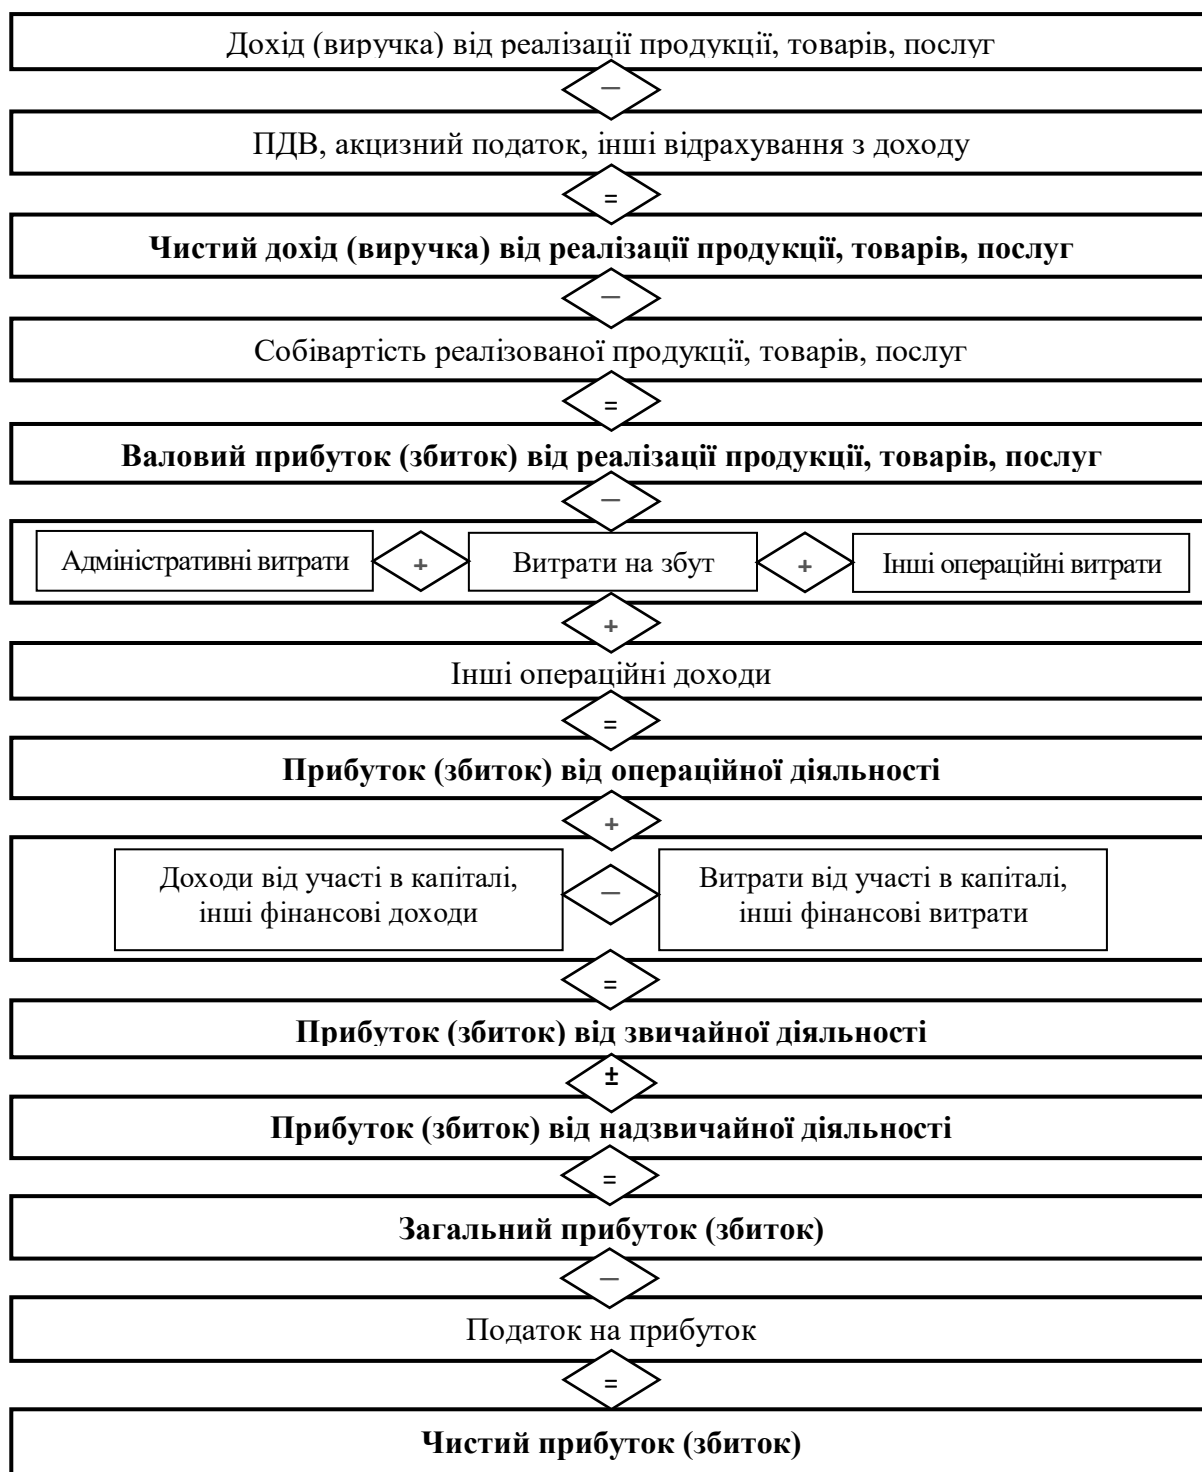 Дохід (виручка) від реалізації продукції, товарів, послуг
—
ПДВ, акцизний податок, інші відрахування з доходу
=
Чистий дохід (виручка) від реалізації продукції, товарів, послуг
—
Собівартість реалізованої продукції, товарів, послуг
=
Валовий прибуток (збиток) від реалізації продукції, товарів, послуг
—
Адміністративні витрати + Витрати на збут + Інші операційні витрати
+
Інші операційні доходи
=
Прибуток (збиток) від операційної діяльності
+
Доходи від участі в капіталі,
інші фінансові доходи
—
Витрати від участі в капіталі,
інші фінансові витрати
=
Прибуток (збиток) від звичайної діяльності
±
Прибуток (збиток) від надзвичайної діяльності
=
Загальний прибуток (збиток)
—
Податок на прибуток
=
Чистий прибуток (збиток)